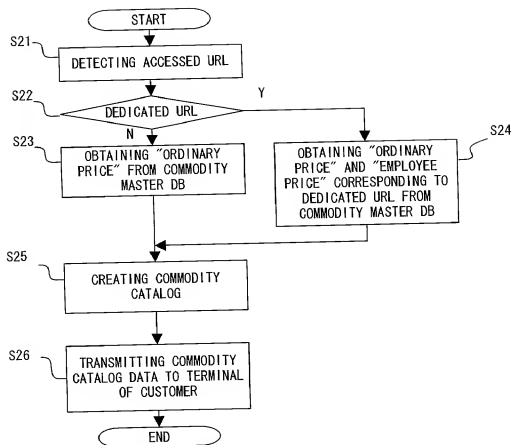 START
S21
DETECTING ACCESSED URL
S22
DEDICATED URL
Y
N
S23
OBTAINING "ORDINARY
PRICE" FROM COMMODITY
MASTER DB
S24
OBTAINING "ORDINARY
PRICE" AND "EMPLOYEE
PRICE" CORRESPONDING TO
DEDICATED URL FROM
COMMODITY MASTER DB
S25
CREATING COMMODITY
CATALOG
S26
TRANSMITTING COMMODITY
CATALOG DATA TO TERMINAL
OF CUSTOMER
END